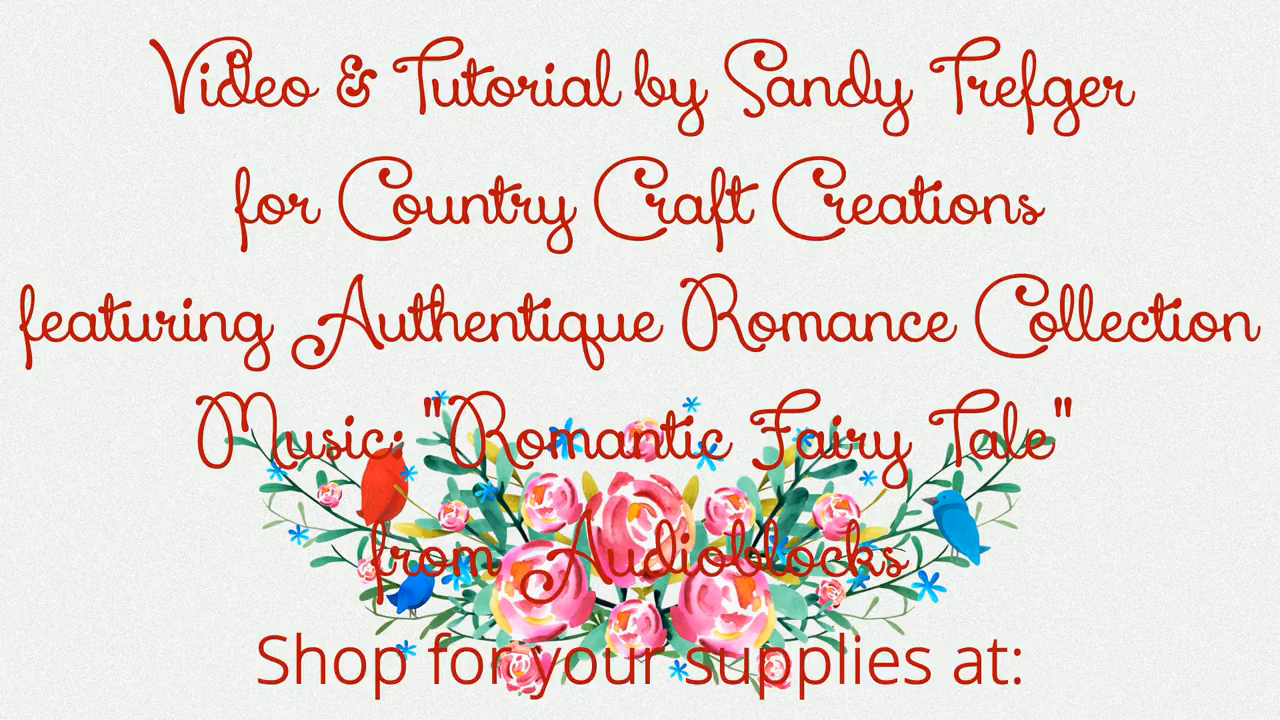 Video & Tutorial by Sandy Trefger
for Country Craft Creations
featuring Authentique Romance Collection
Music: "Romantic Fairy Tale"
from Audioblocks
Shop for your supplies at: